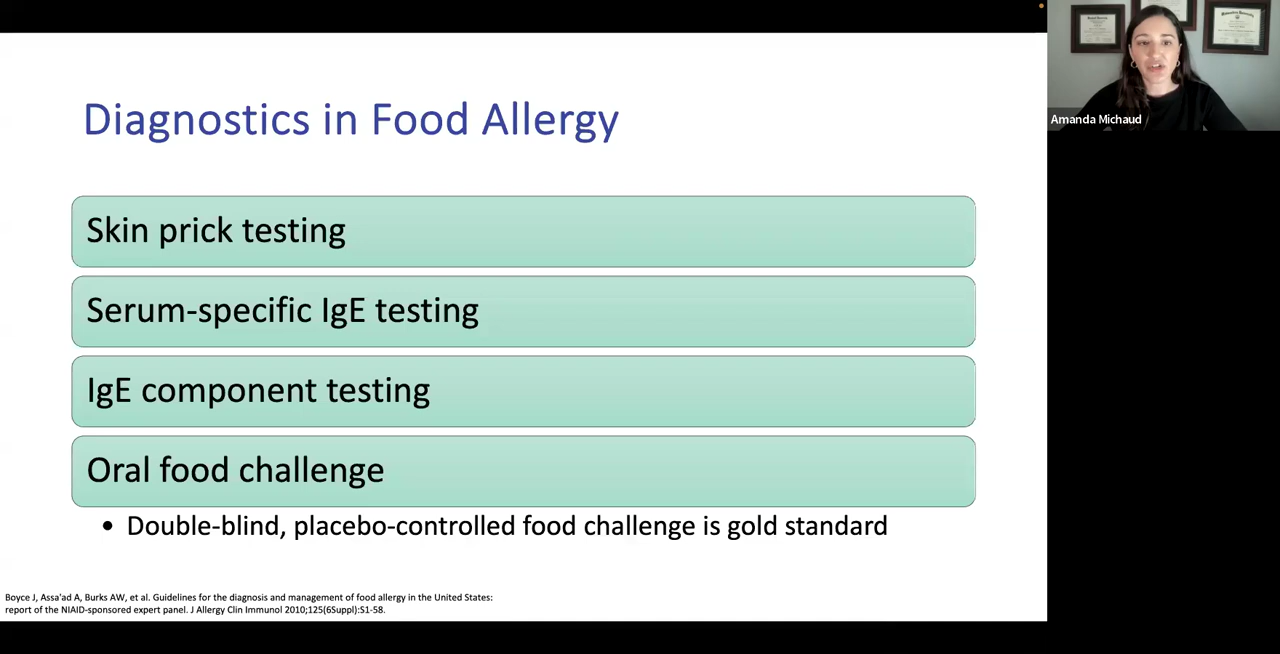 Diagnostics in Food Allergy
Skin prick testing
Serum-specific IgE testing
IgE component testing
Oral food challenge
• Double-blind, placebo-controlled food challenge is gold standard
Boyce J, Assa'ad A, Burks AW, et al. Guidelines for the diagnosis and management of food allergy in the United States:
report of the NIAID-sponsored expert panel. J Allergy Clin Immunol 2010;125(6Suppl):S1-58.
Amanda Michaud